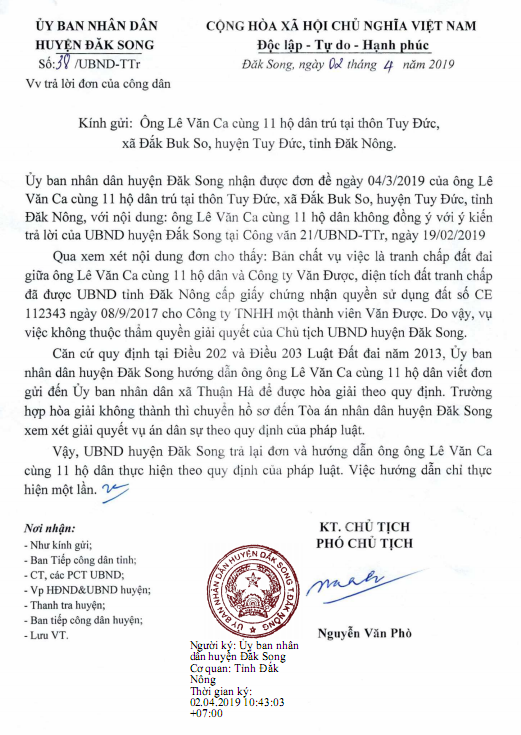 ỦY BAN NHÂN DÂN
HUYỆN ĐĂK SONG
Số:38/UBND-TTr
Vv trả lời đơn của công dân
CỘNG HÒA XÃ HỘI CHỦ NGHĨA VIỆT NAM
Độc lập - Tự do - Hạnh phúc
Đăk Song, ngày 02 tháng 4 năm 2019
Kính gửi: Ông Lê Văn Ca cùng 11 hộ dân trú tại thôn Tuy Đức,
xã Đắk Buk So, huyện Tuy Đức, tỉnh Đăk Nông.
Ủy ban nhân dân huyện Đăk Song nhận được đơn đề ngày 04/3/2019 của ông Lê
Văn Ca cùng 11 hộ dân trú tại thôn Tuy Đức, xã Đắk Buk So, huyện Tuy Đức, tỉnh
Đăk Nông, với nội dung: ông Lê Văn Ca cùng 11 hộ dân không đồng ý với ý kiến
trả lời của UBND huyện Đắk Song tại Công văn 21/UBND-TTr, ngày 19/02/2019
Qua xem xét nội dung đơn cho thấy: Bản chất vụ việc là tranh chấp đất đai
giữa ông Lê Văn Ca cùng 11 hộ dân và Công ty Văn Được, diện tích đất tranh chấp
đã được UBND tỉnh Đăk Nông cấp giấy chứng nhận quyền sử dụng đất số CE
112343 ngày 08/9/2017 cho Công ty TNHH một thành viên Văn Được. Do vậy, vụ
việc không thuộc thẩm quyền giải quyết của Chủ tịch UBND huyện Đăk Song.
Căn cứ quy định tại Điều 202 và Điều 203 Luật Đất đai năm 2013, Ủy ban
nhân dân huyện Đăk Song hướng dẫn ông ông Lê Văn Ca cùng 11 hộ dân viết đơn
gửi đến Ủy ban nhân dân xã Thuận Hà để được hòa giải theo quy định. Trường
hợp hòa giải không thành thì chuyển hồ sơ đến Tòa án nhân dân huyện Đăk Song
xem xét giải quyết vụ án dân sự theo quy định của pháp luật.
Vậy, UBND huyện Đăk Song trả lại đơn và hướng dẫn ông ông Lê Văn Ca
cùng 11 hộ dân thực hiện theo quy định của pháp luật. Việc hướng dẫn chỉ thực
hiện một lần.
Nơi nhận:
- Như kính gửi;
- Ban Tiếp công dân tỉnh;
- CT, các PCT UBND;
- Vp HĐND&UBND huyện;
- Thanh tra huyện;
- Ban tiếp công dân huyện;
- Lưu VT.
KT. CHỦ TỊCH
PHÓ CHỦ TỊCH
ỦY BAN NHÂN DÂN HUYỆN ĐĂK SONG T.ĐĂK NÔNG
Nguyễn Văn Phò
Người ký: Ủy ban nhân
dân huyện Đăk Song
Cơ quan: Tỉnh Đắk
Nông
Thời gian ký:
02.04.2019 10:43:03
+07:00